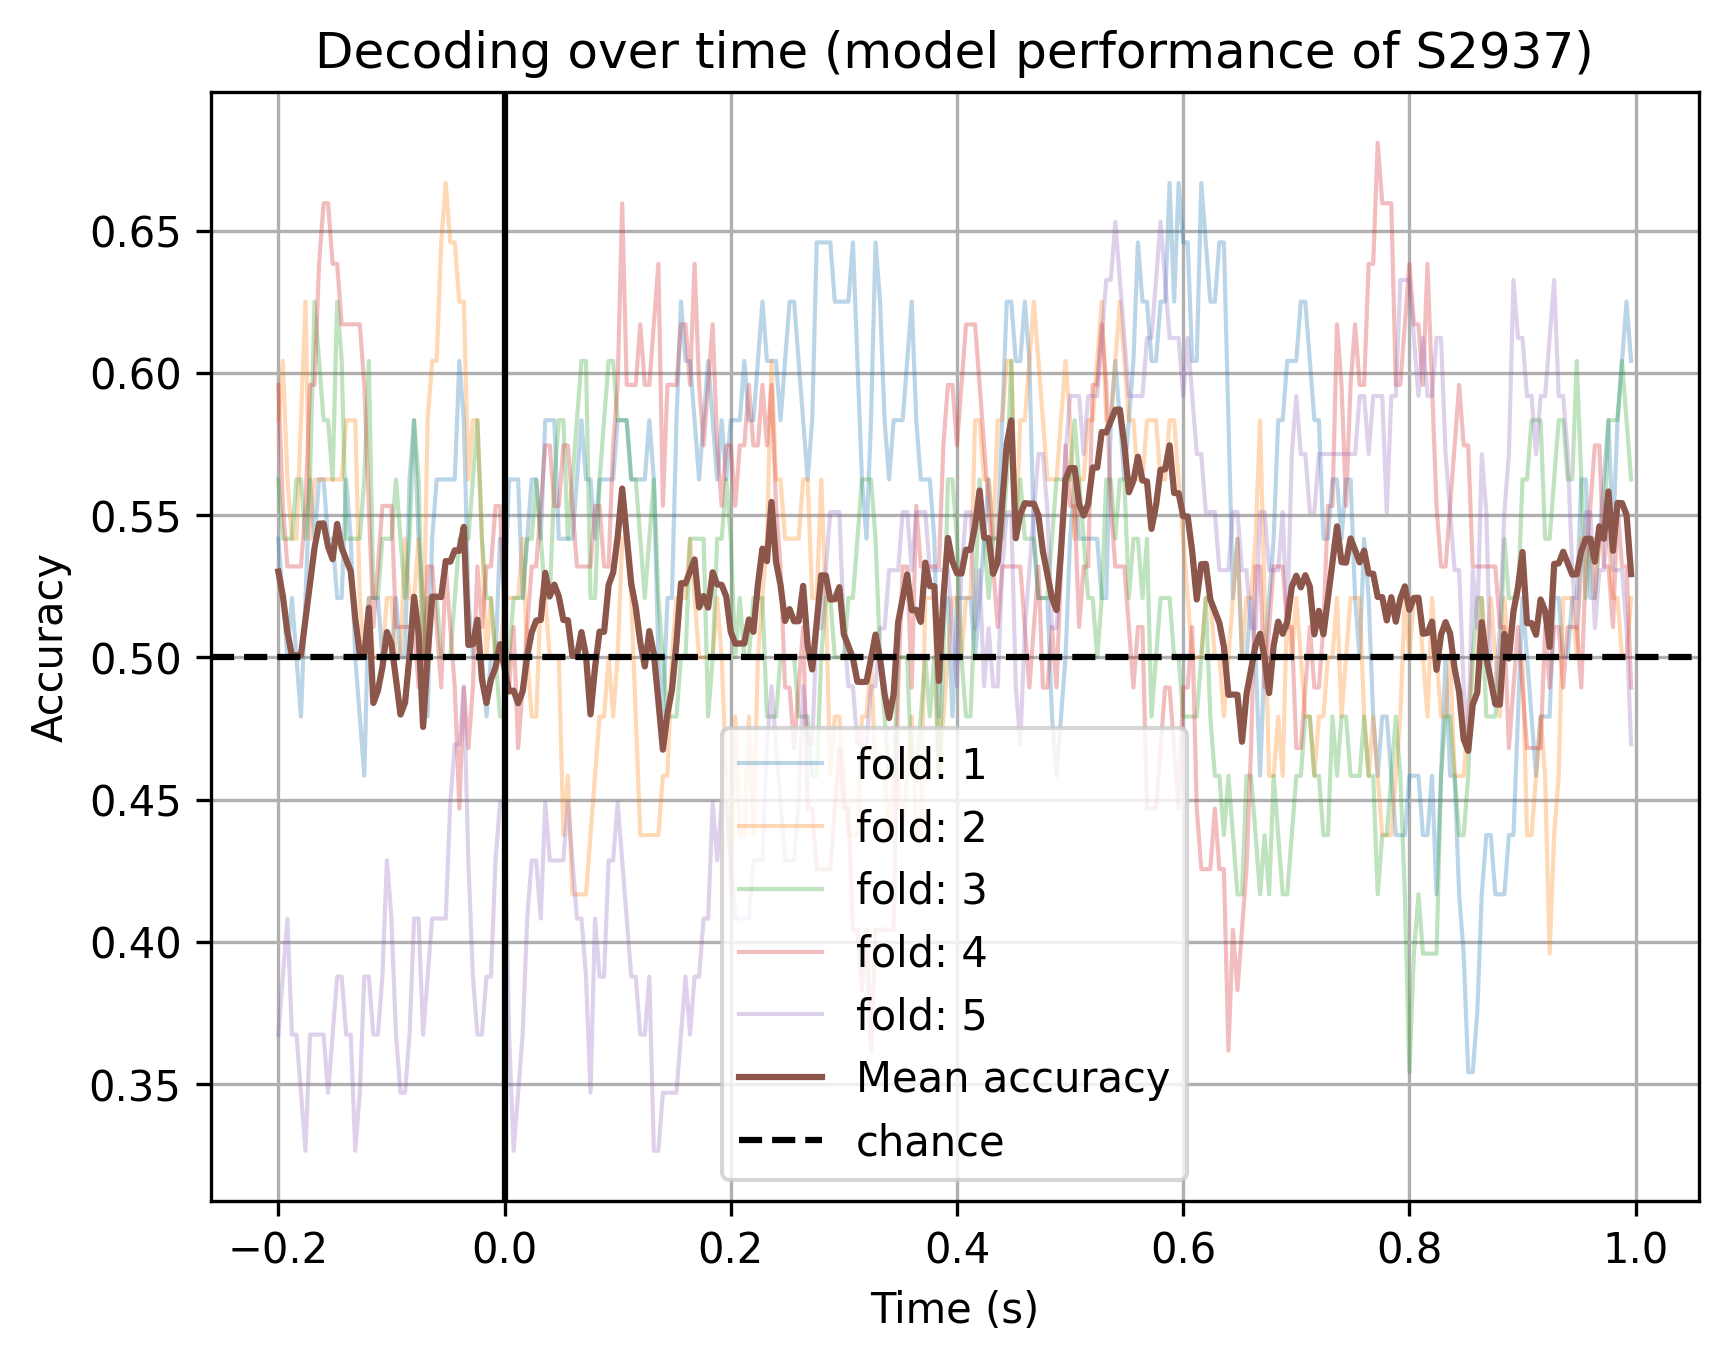 Decoding over time (model performance of S2937)
Accuracy
0.65
0.60
0.55
0.50
0.45
0.40
0.35
fold: 1
fold: 2
fold: 3
fold: 4
fold: 5
Mean accuracy
chance
−0.2 0.0 0.2 0.4 0.6 0.8 1.0
Time (s)